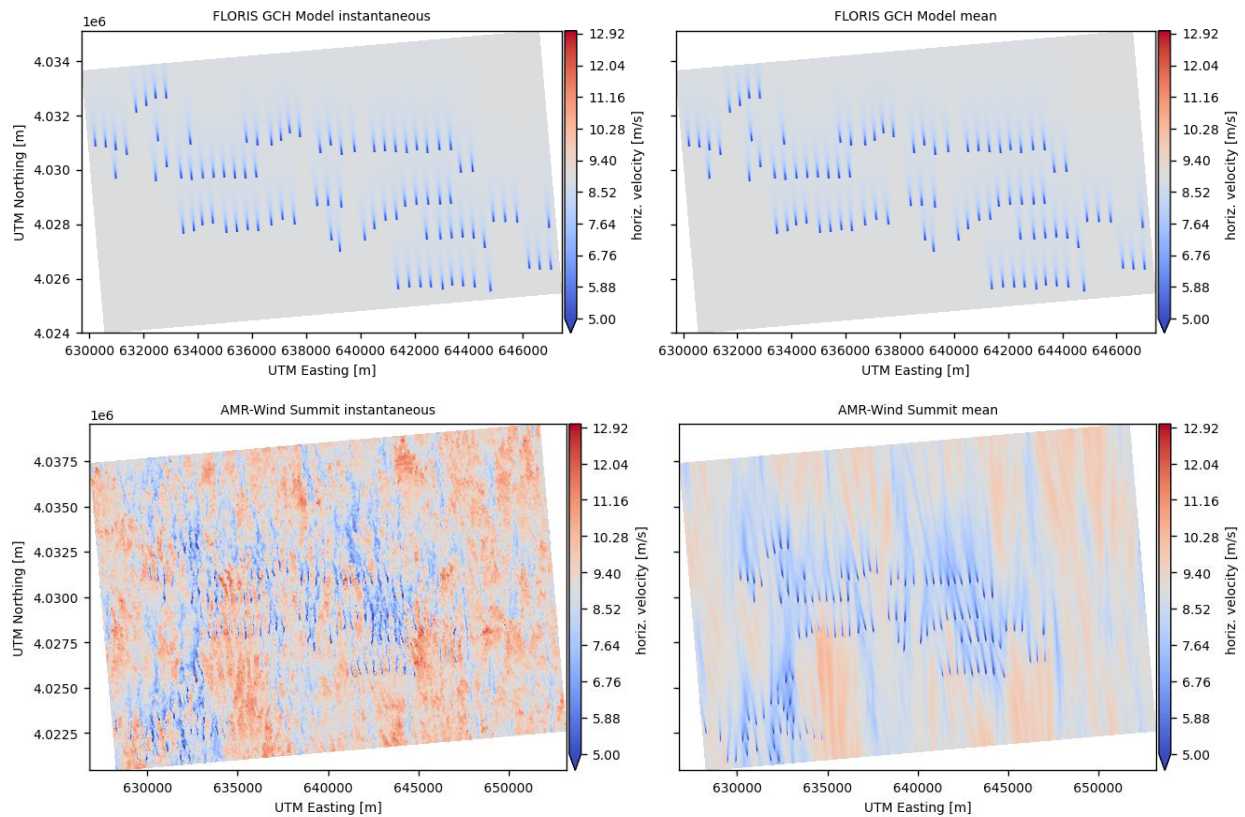 FLORIS GCH Model instantaneous
FLORIS GCH Model mean
1e6
4.034
4.032
4.030
4.028
4.026
4.024
UTM Northing [m]
630000 632000 634000 636000 638000 640000 642000 644000 646000
UTM Easting [m]
12.92
12.04
11.16
10.28
9.40
8.52
7.64
6.76
5.88
5.00
horiz. velocity [m/s]
630000 632000 634000 636000 638000 640000 642000 644000 646000
UTM Easting [m]
12.92
12.04
11.16
10.28
9.40
8.52
7.64
6.76
5.88
5.00
horiz. velocity [m/s]
AMR-Wind Summit instantaneous
AMR-Wind Summit mean
1e6
4.0375
4.0350
4.0325
4.0300
4.0275
4.0250
4.0225
UTM Northing [m]
630000 635000 640000 645000 650000
UTM Easting [m]
12.92
12.04
11.16
10.28
9.40
8.52
7.64
6.76
5.88
5.00
horiz. velocity [m/s]
630000 635000 640000 645000 650000
UTM Easting [m]
12.92
12.04
11.16
10.28
9.40
8.52
7.64
6.76
5.88
5.00
horiz. velocity [m/s]